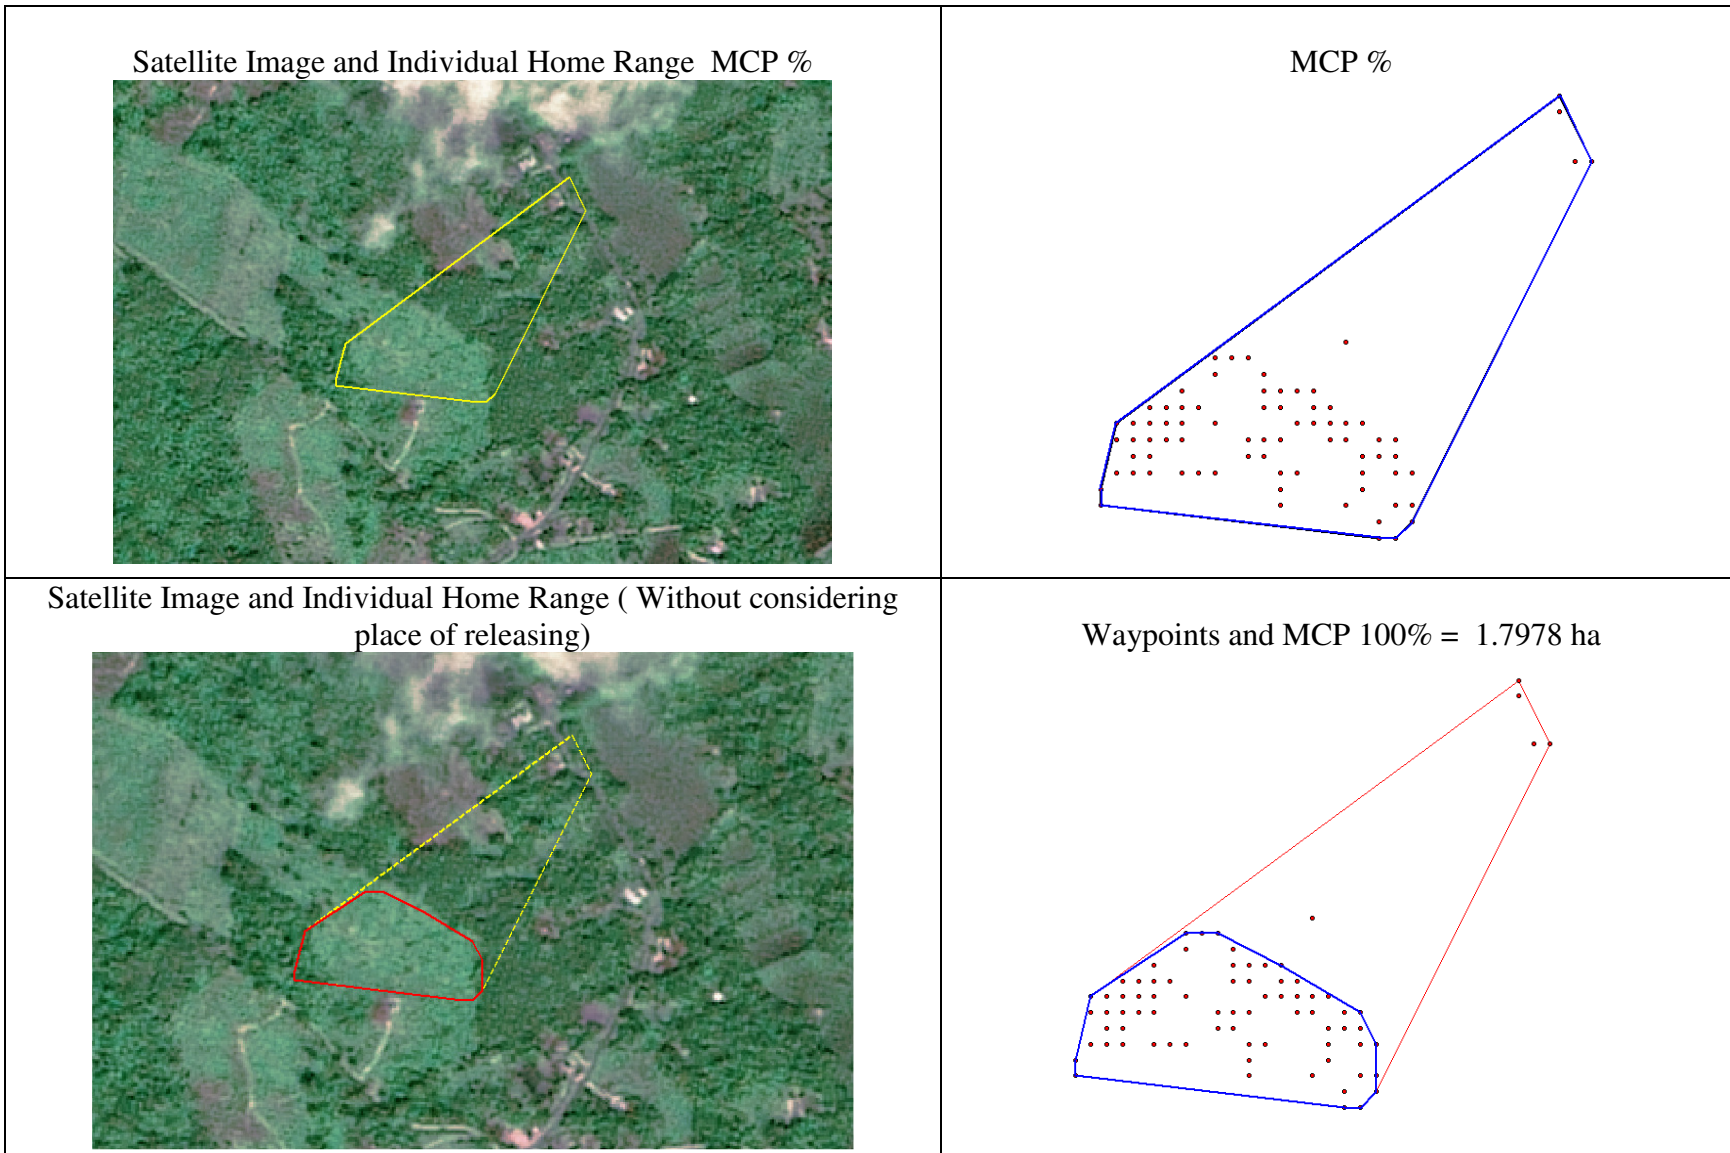 Satellite Image and Individual Home Range MCP %
MCP %
Satellite Image and Individual Home Range ( Without considering
place of releasing)
Waypoints and MCP 100% = 1.7978 ha